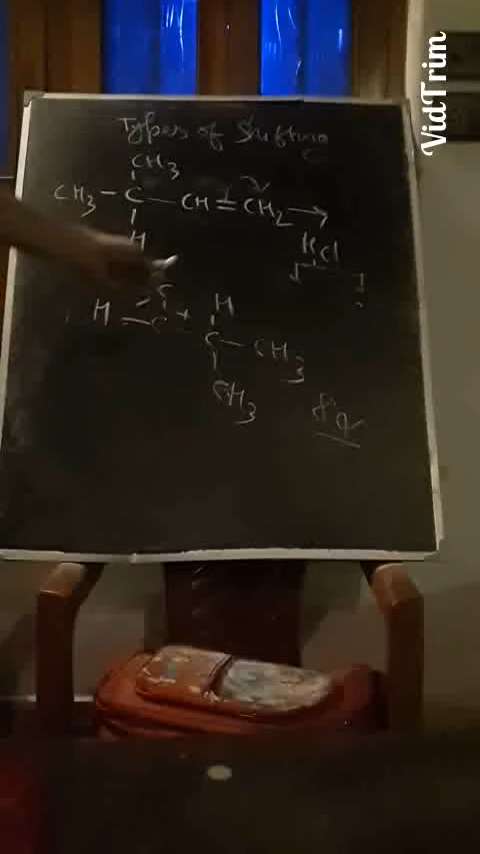 Types of Shifting
CH3
CH3 - C - CH = CH2 →
H
HCl
H
H C +
C - CH3
CH3
VidTrim